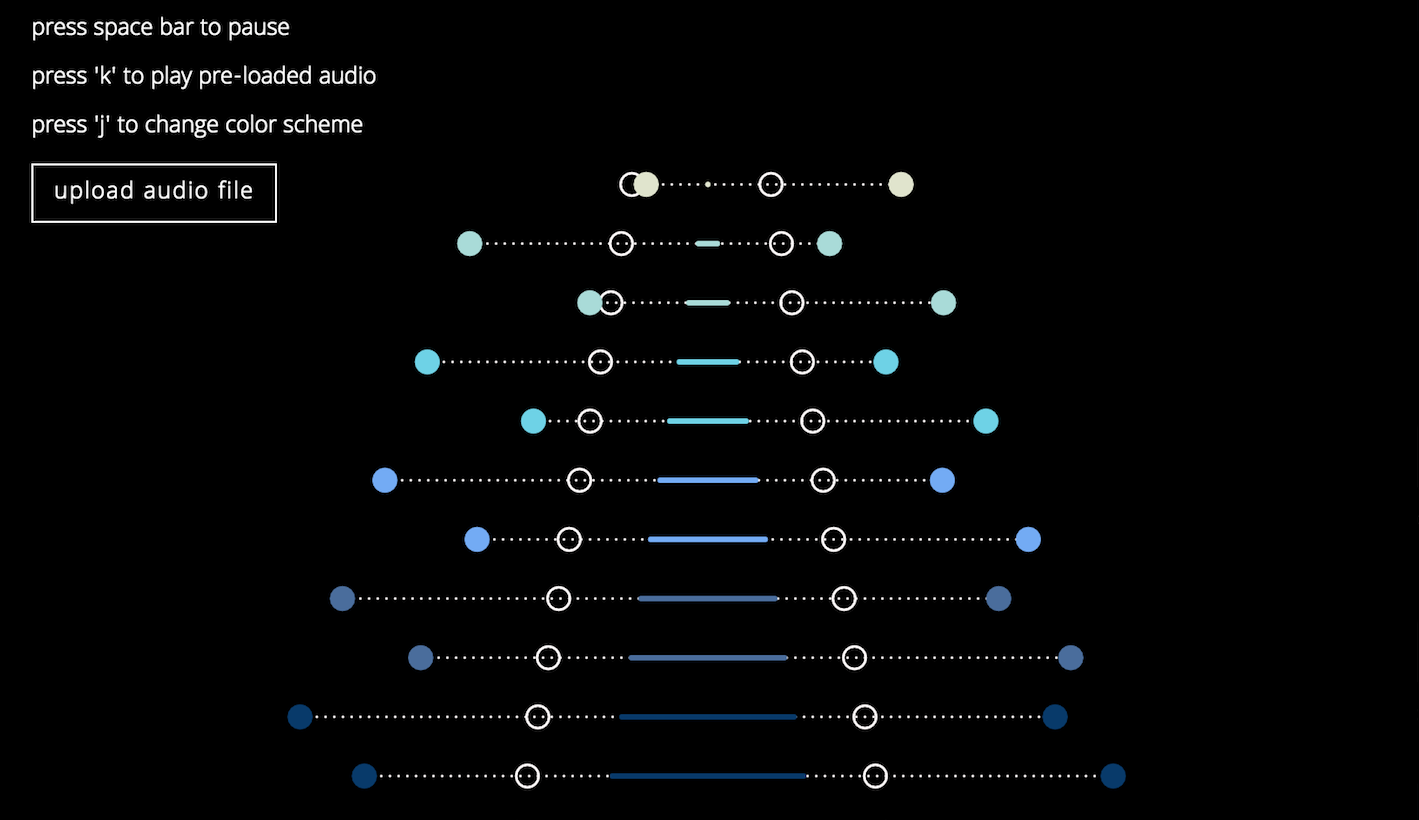 press space bar to pause
press 'k' to play pre-loaded audio
press 'j' to change color scheme
upload audio file